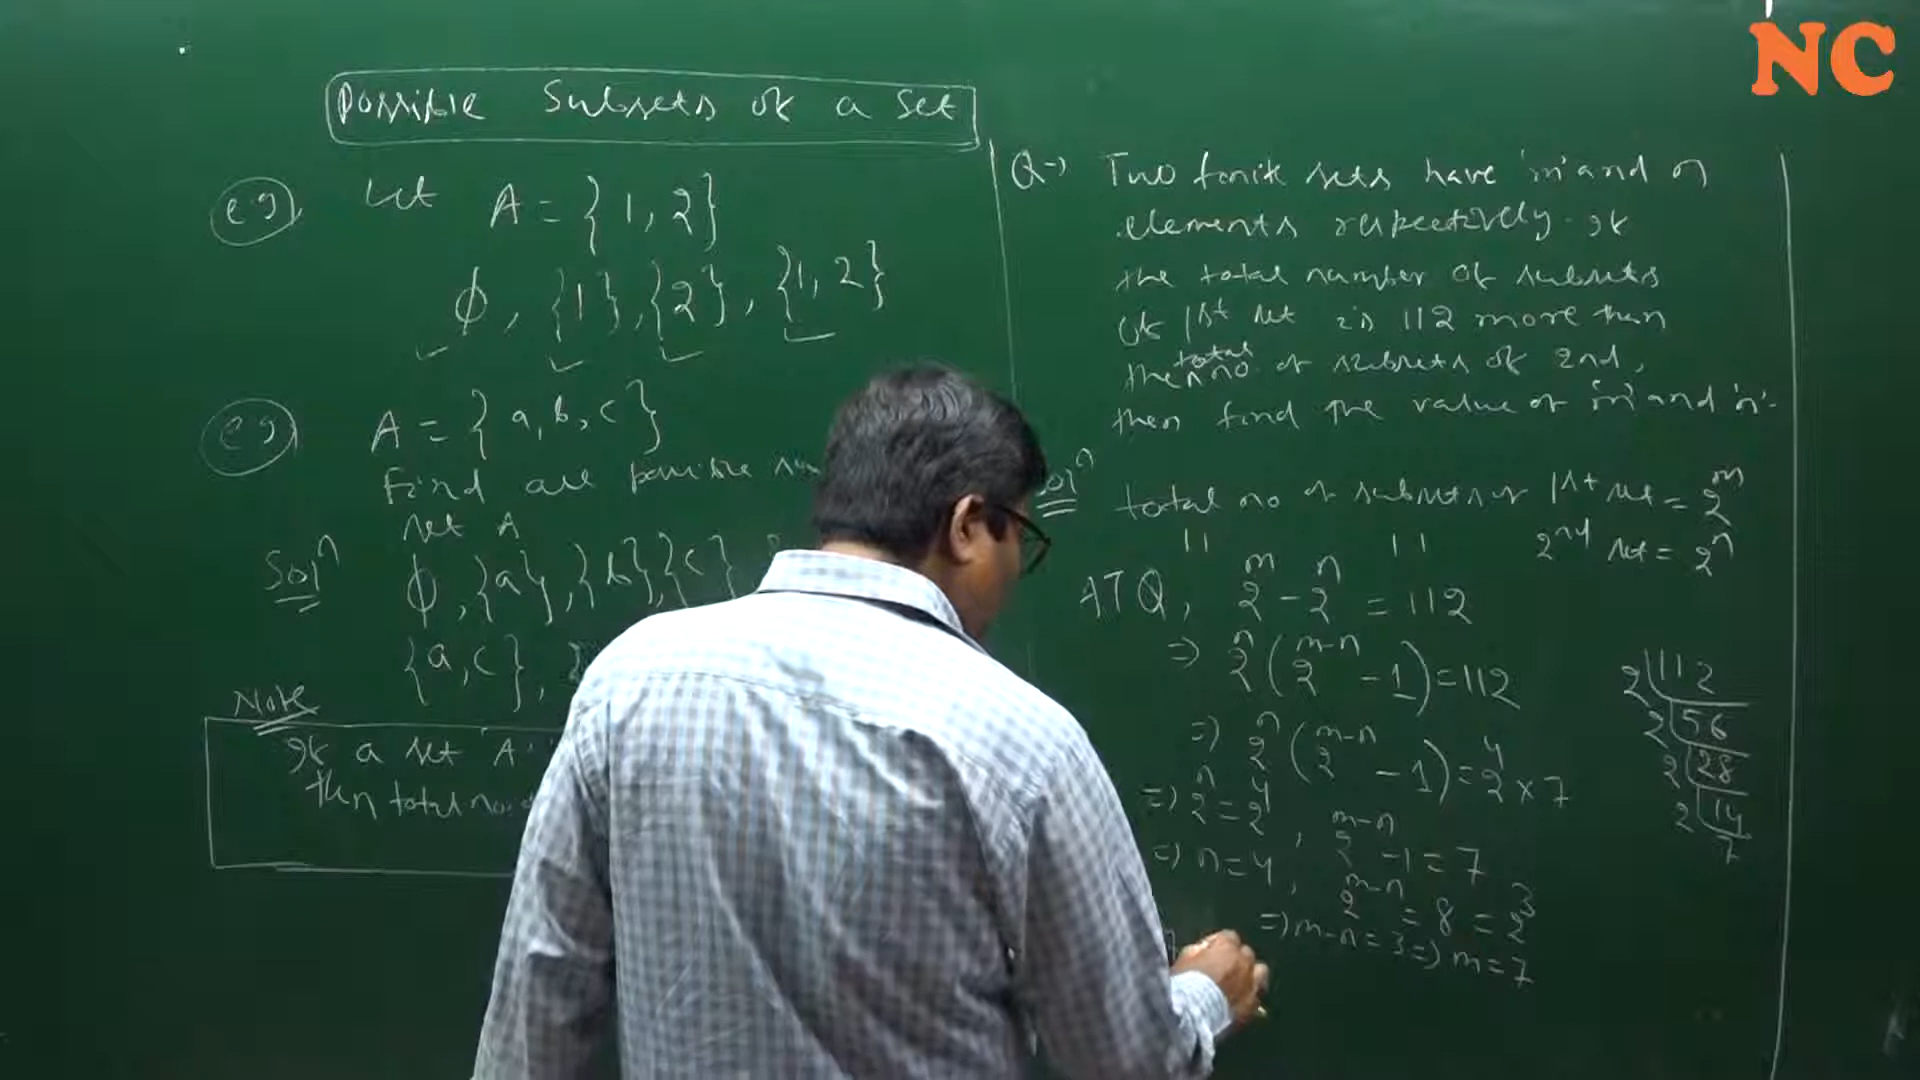 NC
Possible Subsets of a Set
eg Let A = {1, 2}
ϕ, {1}, {2}, {1, 2}
eg A = {a, b, c}
Find all possible
set A
Solⁿ ϕ, {a}, {b}, {c}
{a, c},
Note
If a set 'A'
then total no. o
Q→ Two finite sets have 'm' and n
elements respectively. If
the total number of subsets
of 1st set is 112 more than
the total no of subsets of 2nd,
then find the value of 'm' and 'n'.
Solⁿ total no of subsets of 1st set = 2^m
" " 2nd set = 2^n
ATQ, 2^m - 2^n = 112
⇒ 2^n (2^(m-n) - 1) = 112
⇒ 2^n (2^(m-n) - 1) = 2^4 × 7
⇒ 2^n = 2^4, 2^(m-n) - 1 = 7
⇒ n = 4, 2^(m-n) = 8 = 2^3
⇒ m-n = 3 ⇒ m = 7
2 | 112
2 | 56
2 | 28
2 | 14
7